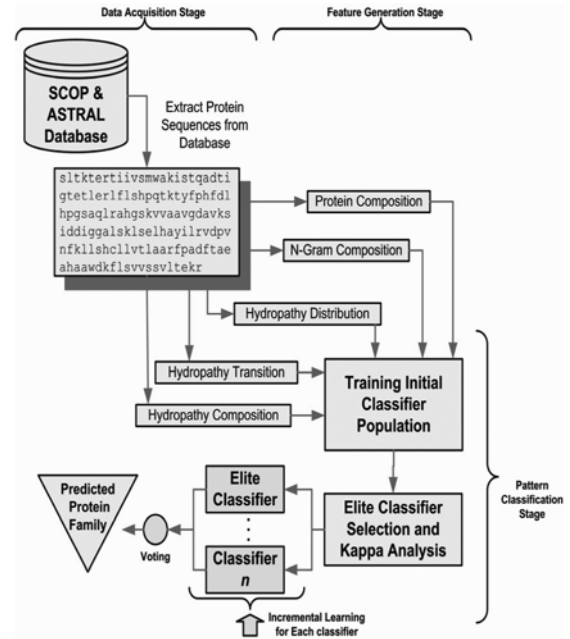 Data Acquisition Stage
Feature Generation Stage
SCOP &
ASTRAL
Database
Extract Protein
Sequences from
Database
sltktertiivsmwakistqadti
gtetlerlflshpqtktyfphfdl
hpgsaqlrahgskvvaavgdavks
iddiggalsklselhayilrvdpv
nfkllshcllvtlaarfpadftae
ahaawdkflsvvssvltekr
Protein Composition
N-Gram Composition
Hydropathy Distribution
Hydropathy Transition
Hydropathy Composition
Training Initial
Classifier
Population
Pattern
Classification
Stage
Elite Classifier
Selection and
Kappa Analysis
Elite
Classifier
Classifier
n
Voting
Predicted
Protein
Family
Incremental Learning
for Each classifier